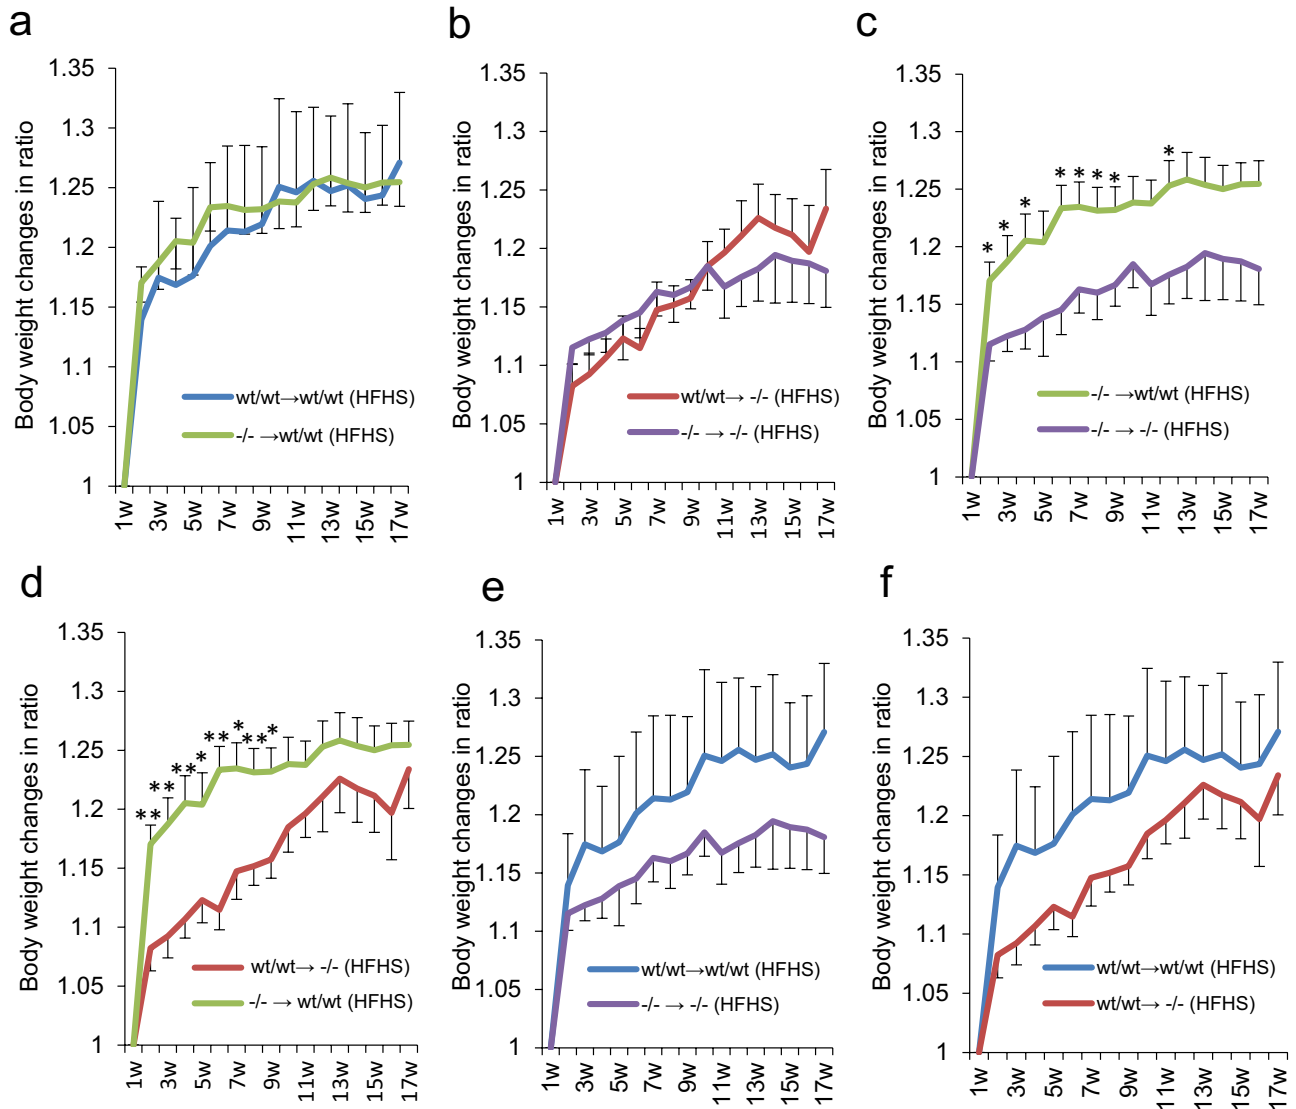 a
Body weight changes in ratio
1.35
1.3
1.25
1.2
1.15
1.1
1.05
1
wt/wt→wt/wt (HFHS)
-/- →wt/wt (HFHS)
1w
3w
5w
7w
9w
11w
13w
15w
17w
b
Body weight changes in ratio
1.35
1.3
1.25
1.2
1.15
1.1
1.05
1
wt/wt→ -/- (HFHS)
-/- → -/- (HFHS)
1w
3w
5w
7w
9w
11w
13w
15w
17w
c
Body weight changes in ratio
1.35
1.3
1.25
1.2
1.15
1.1
1.05
1
* * * * * * * *
-/- →wt/wt (HFHS)
-/- → -/- (HFHS)
1w
3w
5w
7w
9w
11w
13w
15w
17w
d
Body weight changes in ratio
1.35
1.3
1.25
1.2
1.15
1.1
1.05
1
** ** ** * ** * ** *
wt/wt→ -/- (HFHS)
-/- → wt/wt (HFHS)
1w
3w
5w
7w
9w
11w
13w
15w
17w
e
Body weight changes in ratio
1.35
1.3
1.25
1.2
1.15
1.1
1.05
1
wt/wt→wt/wt (HFHS)
-/- → -/- (HFHS)
1w
3w
5w
7w
9w
11w
13w
15w
17w
f
Body weight changes in ratio
1.35
1.3
1.25
1.2
1.15
1.1
1.05
1
wt/wt→wt/wt (HFHS)
wt/wt→ -/- (HFHS)
1w
3w
5w
7w
9w
11w
13w
15w
17w